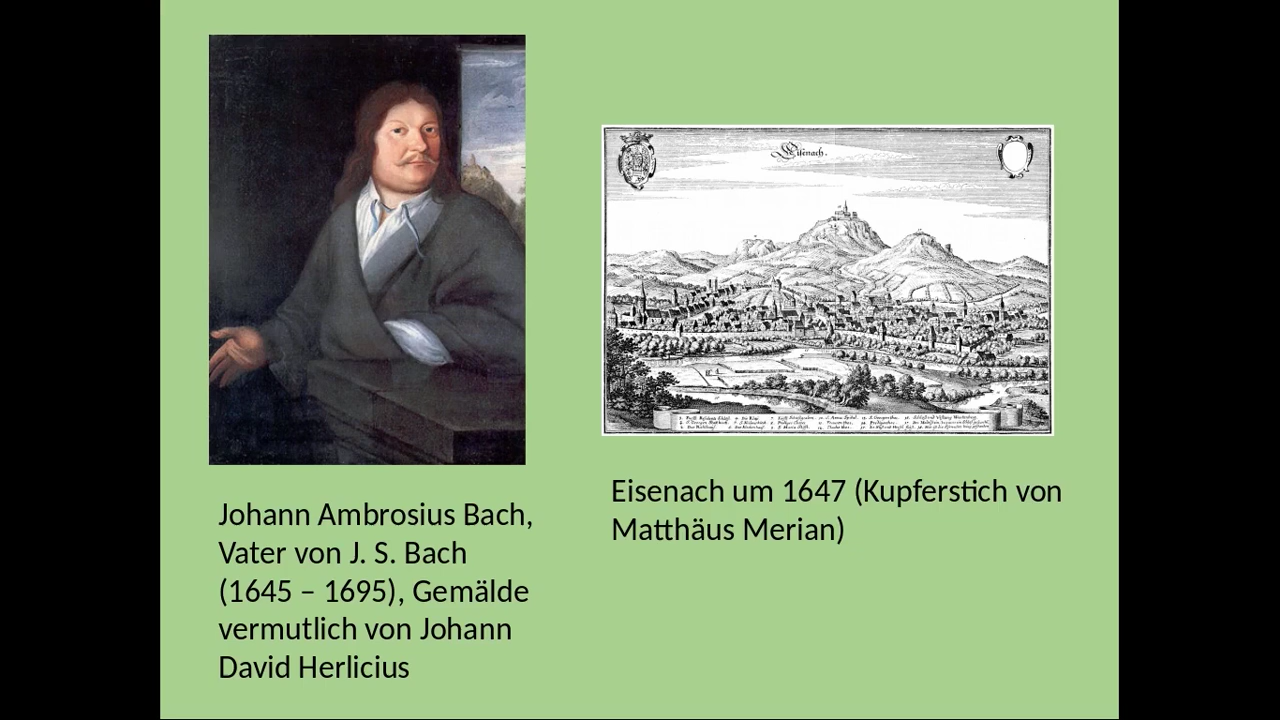 Eisenach.
Johann Ambrosius Bach,
Vater von J. S. Bach
(1645 – 1695), Gemälde
vermutlich von Johann
David Herlicius
Eisenach um 1647 (Kupferstich von
Matthäus Merian)